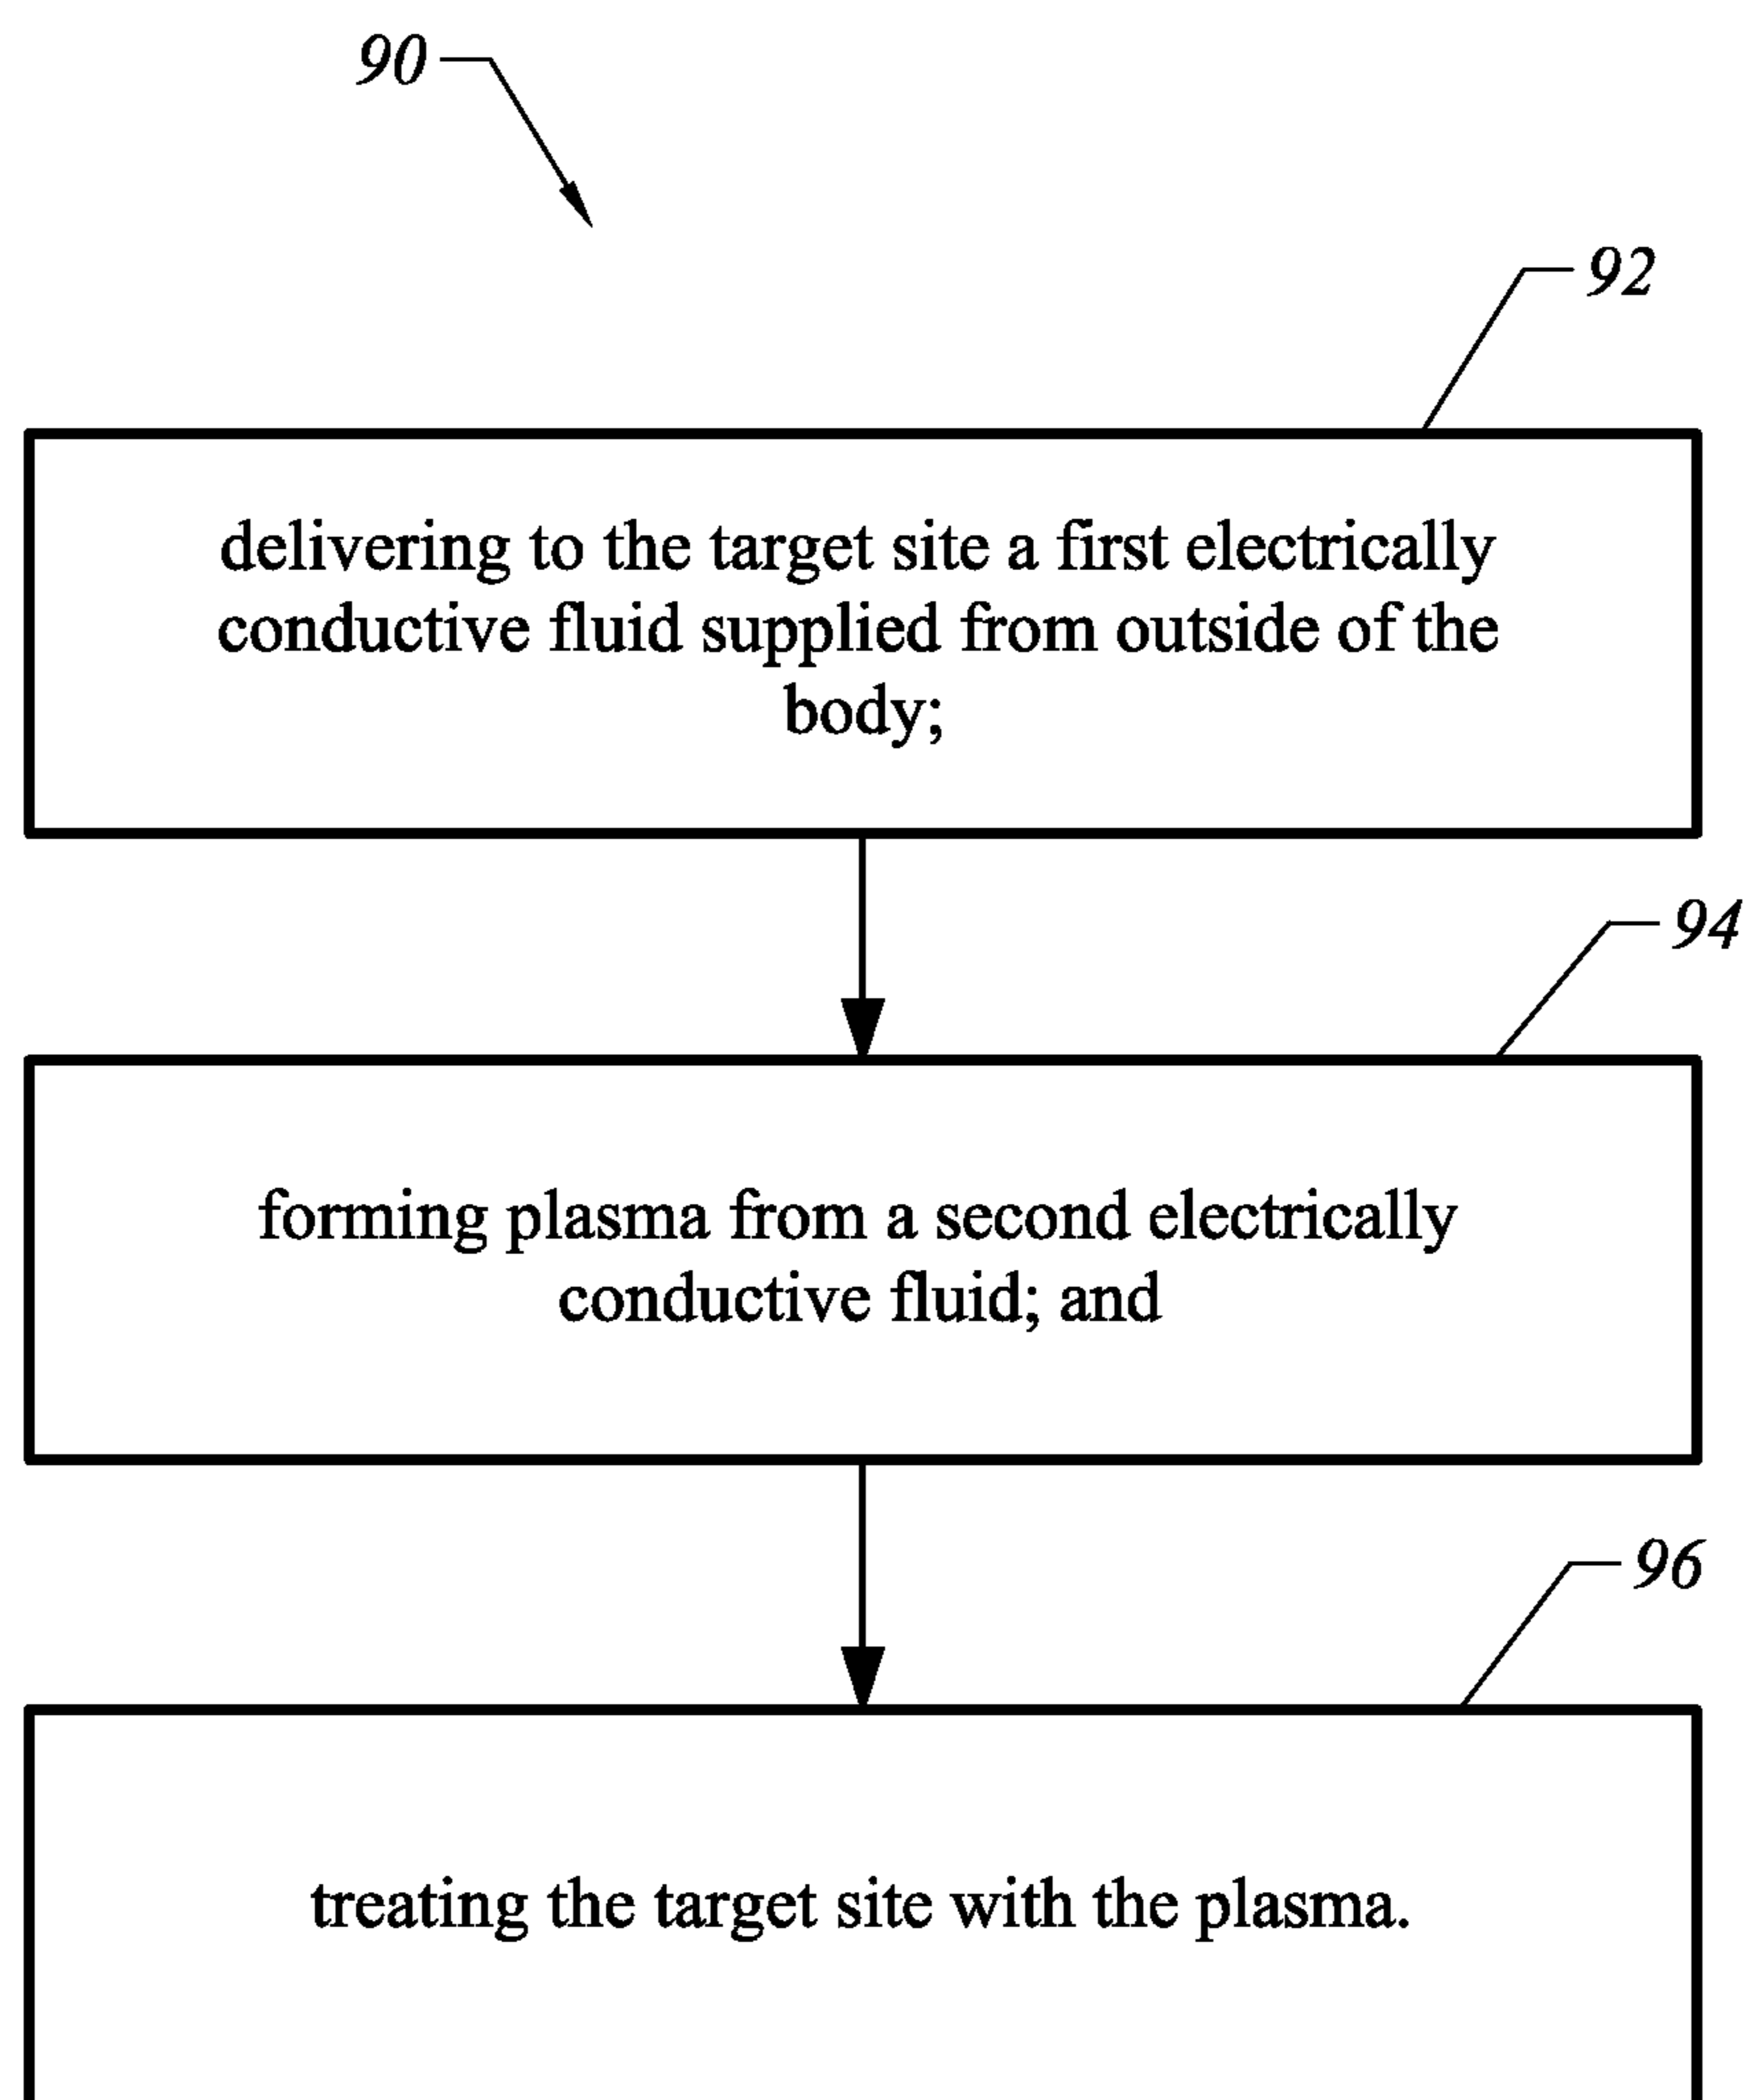 90
92
delivering to the target site a first electrically
conductive fluid supplied from outside of the
body;
94
forming plasma from a second electrically
conductive fluid; and
96
treating the target site with the plasma.